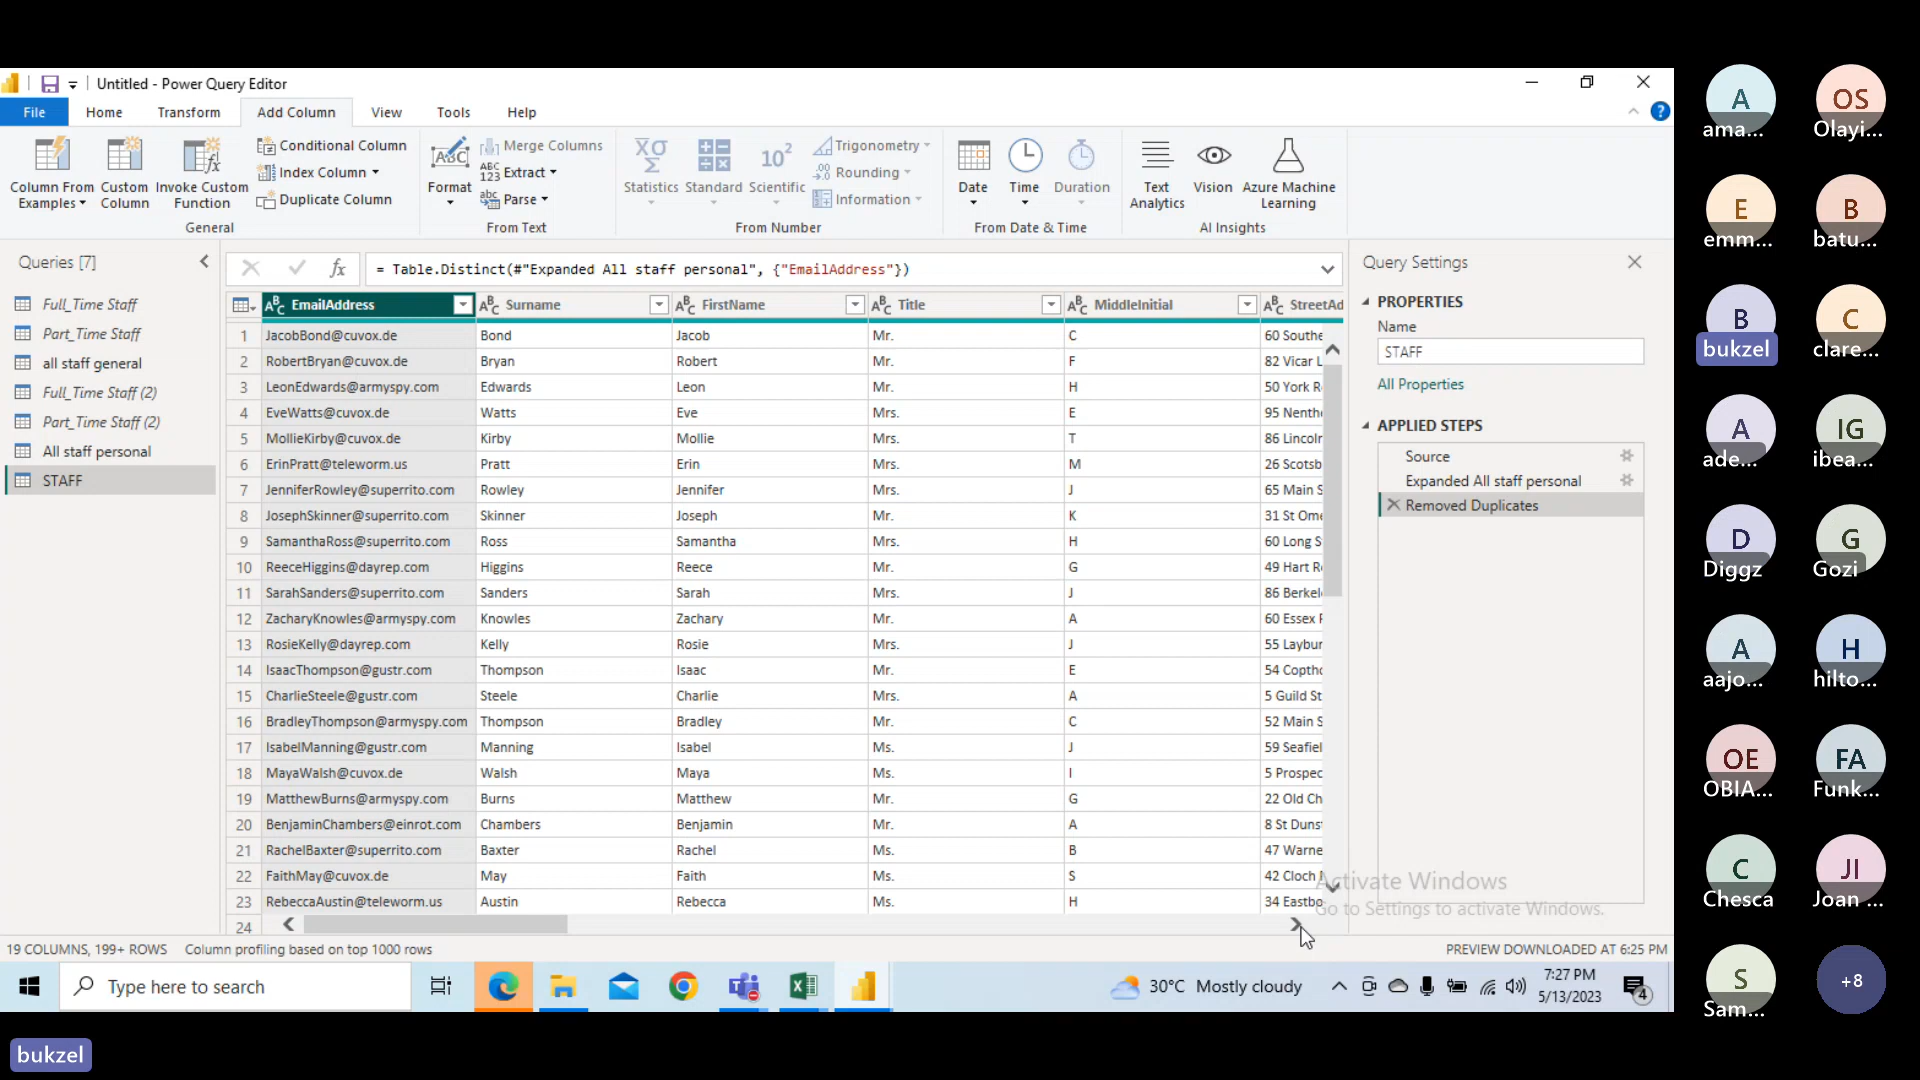 Untitled - Power Query Editor
File Home Transform Add Column View Tools Help
Column From Examples
Custom Column
Invoke Custom Function
Conditional Column
Index Column
Duplicate Column
General
Format
Merge Columns
Extract
Parse
From Text
Statistics
Standard
Scientific
Trigonometry
Rounding
Information
From Number
Date
Time
Duration
From Date & Time
Text Analytics
Vision
Azure Machine Learning
AI Insights
Queries [7]
Full_Time Staff
Part_Time Staff
all staff general
Full_Time Staff (2)
Part_Time Staff (2)
All staff personal
STAFF
= Table.Distinct(#"Expanded All staff personal", {"EmailAddress"})
EmailAddress Surname FirstName Title MiddleInitial StreetAd
1 JacobBond@cuvox.de Bond Jacob Mr. C 60 Southe
2 RobertBryan@cuvox.de Bryan Robert Mr. F 82 Vicar L
3 LeonEdwards@armyspy.com Edwards Leon Mr. H 50 York R
4 EveWatts@cuvox.de Watts Eve Mrs. E 95 Nenthe
5 MollieKirby@cuvox.de Kirby Mollie Mrs. T 86 Lincoln
6 ErinPratt@teleworm.us Pratt Erin Mrs. M 26 Scotsb
7 JenniferRowley@superrito.com Rowley Jennifer Mrs. J 65 Main S
8 JosephSkinner@superrito.com Skinner Joseph Mr. K 31 St Ome
9 SamanthaRoss@superrito.com Ross Samantha Mrs. H 60 Long S
10 ReeceHiggins@dayrep.com Higgins Reece Mr. G 49 Hart R
11 SarahSanders@superrito.com Sanders Sarah Mrs. J 86 Berkel
12 ZacharyKnowles@armyspy.com Knowles Zachary Mr. A 60 Essex
13 RosieKelly@dayrep.com Kelly Rosie Mrs. J 55 Laybur
14 IsaacThompson@gustr.com Thompson Isaac Mr. E 54 Coptho
15 CharlieSteele@gustr.com Steele Charlie Mrs. A 5 Guild St
16 BradleyThompson@armyspy.com Thompson Bradley Mr. C 52 Main S
17 IsabelManning@gustr.com Manning Isabel Ms. J 59 Seafiel
18 MayaWalsh@cuvox.de Walsh Maya Ms. I 5 Prospec
19 MatthewBurns@armyspy.com Burns Matthew Mr. G 22 Old Ch
20 BenjaminChambers@einrot.com Chambers Benjamin Mr. A 8 St Duns
21 RachelBaxter@superrito.com Baxter Rachel Ms. B 47 Warne
22 FaithMay@cuvox.de May Faith Ms. S 42 Cloch
23 RebeccaAustin@teleworm.us Austin Rebecca Ms. H 34 Eastbo
24
Query Settings
PROPERTIES
Name
STAFF
All Properties
APPLIED STEPS
Source
Expanded All staff personal
Removed Duplicates
Activate Windows
Go to Settings to activate Windows.
19 COLUMNS, 199+ ROWS Column profiling based on top 1000 rows
PREVIEW DOWNLOADED AT 6:25 PM
Type here to search
30°C Mostly cloudy
7:27 PM
5/13/2023
4
A OS
ama... Olayi...
E B
emm... batu...
B C
bukzel clare...
A IG
ade... ibea...
D G
Diggz Gozi
A H
aajo... hilto...
OE FA
OBIA... Funk...
C JI
Chesca Joan ...
S +8
Sam...
bukzel